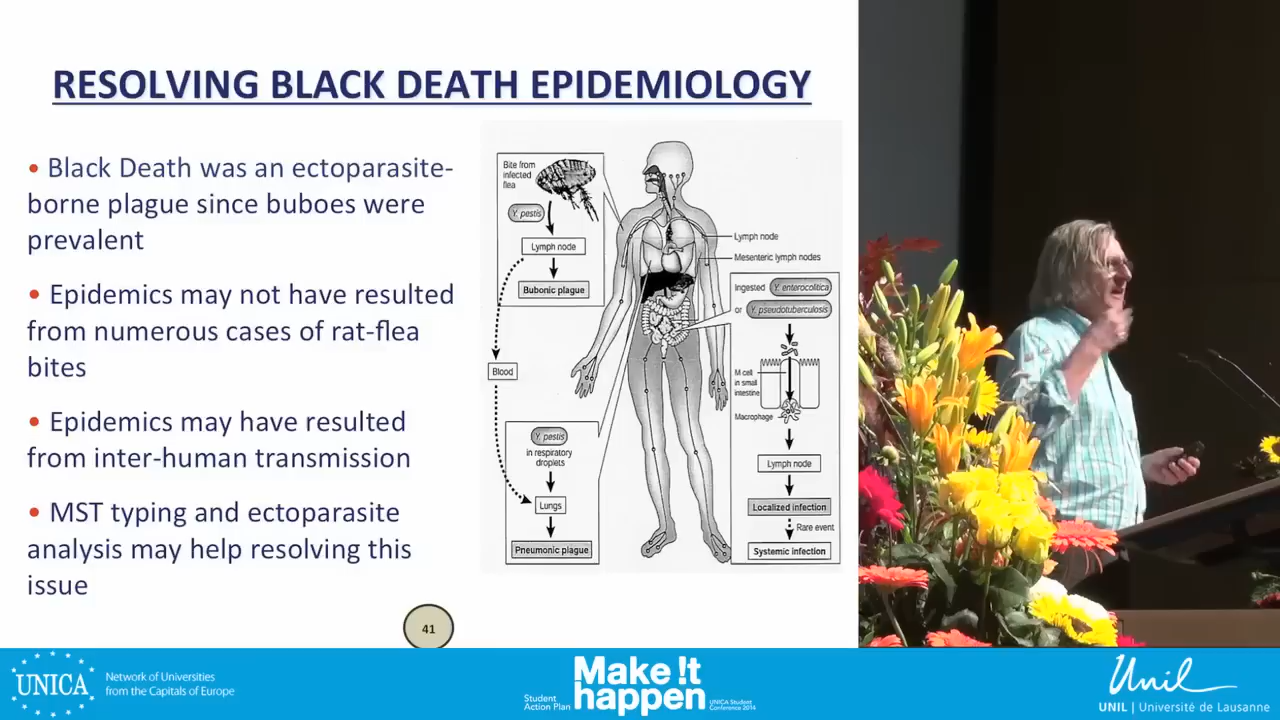 RESOLVING BLACK DEATH EPIDEMIOLOGY
• Black Death was an ectoparasite-
borne plague since buboes were
prevalent
• Epidemics may not have resulted
from numerous cases of rat-flea
bites
• Epidemics may have resulted
from inter-human transmission
• MST typing and ectoparasite
analysis may help resolving this
issue
Bite from
infected
flea
Y. pestis
Lymph node
Bubonic plague
Blood
Y. pestis
in respiratory
droplets
Lungs
Pneumonic plague
Lymph node
Mesenteric lymph nodes
Ingested Y. enterocolitica
or Y. pseudotuberculosis
M cell
in small
intestine
Macrophage
Lymph node
Localized infection
Rare event
Systemic infection
41
UNICA
Network of Universities
from the Capitals of Europe
Student
Action Plan
Make !t
happen
UNICA Student
Conference 2014
Unil
UNIL | Université de Lausanne